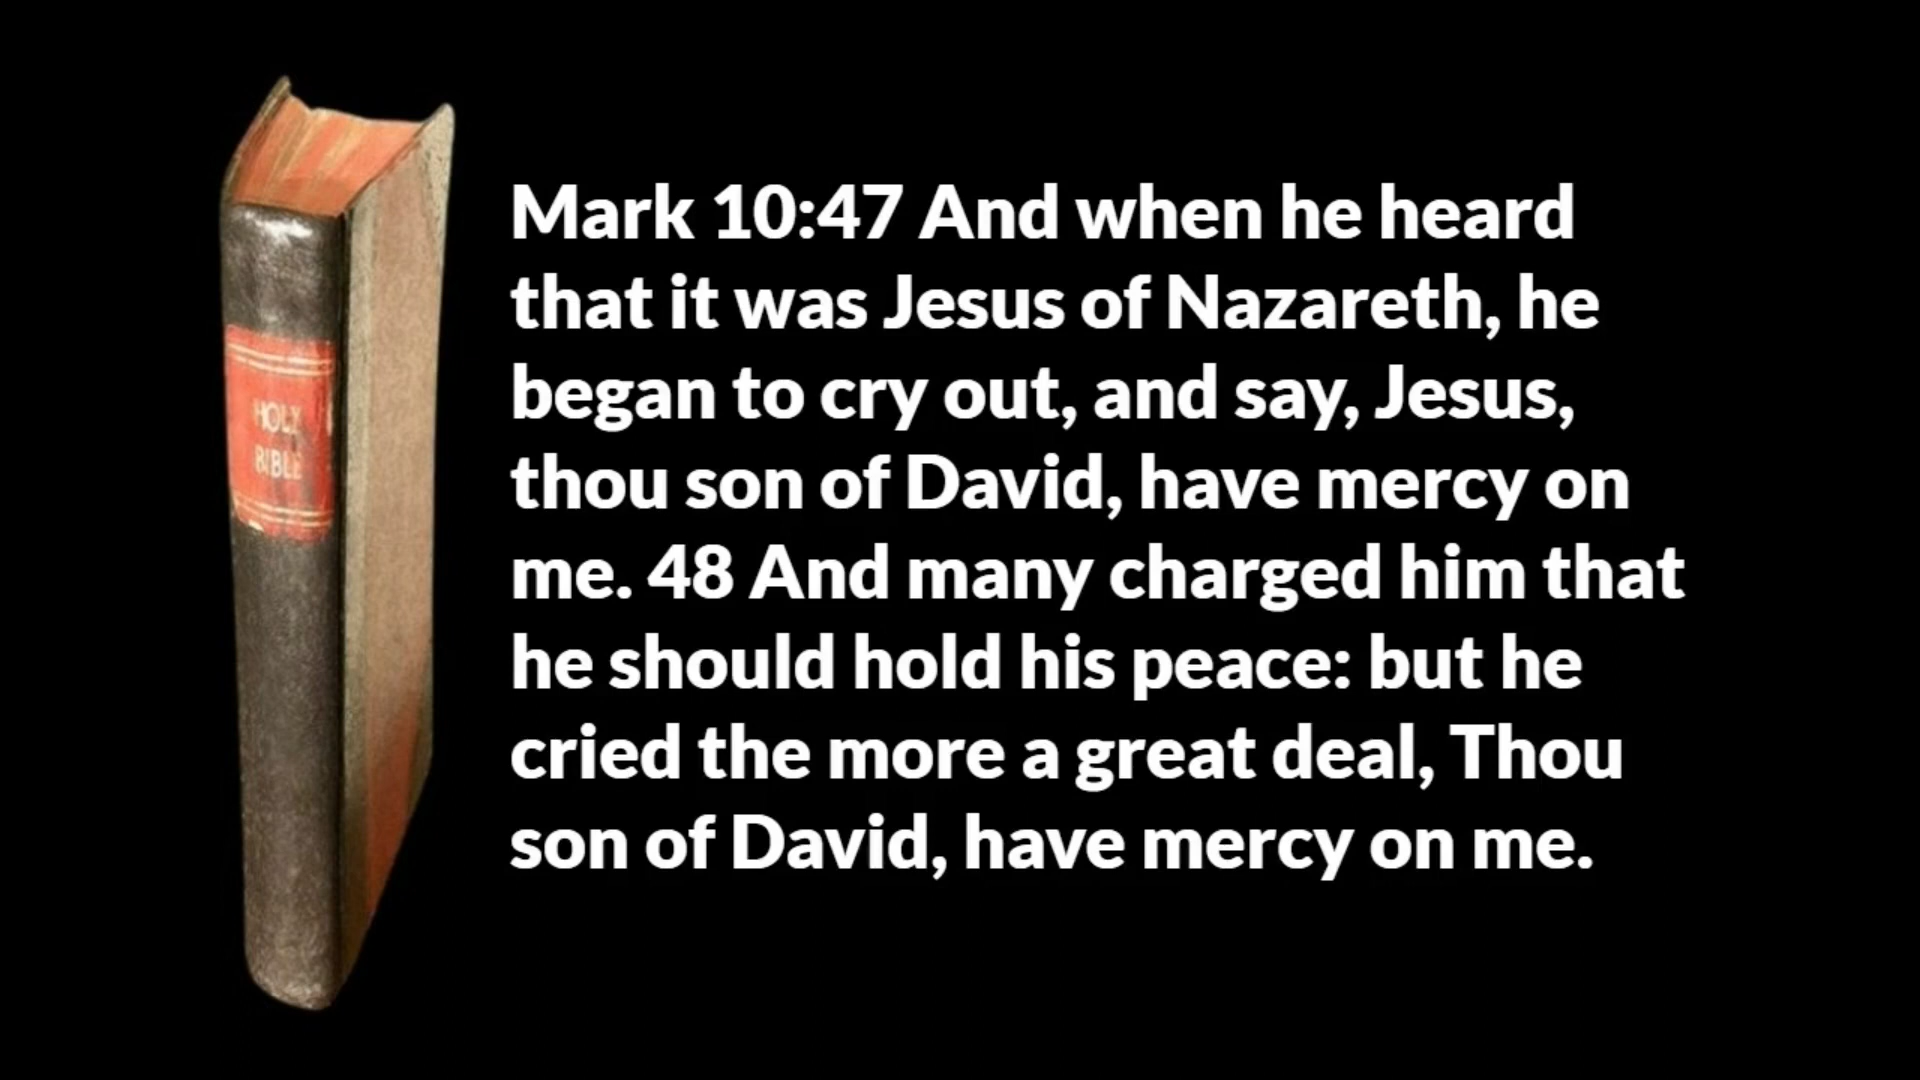 HOLY
BIBLE
Mark 10:47 And when he heard
that it was Jesus of Nazareth, he
began to cry out, and say, Jesus,
thou son of David, have mercy on
me. 48 And many charged him that
he should hold his peace: but he
cried the more a great deal, Thou
son of David, have mercy on me.